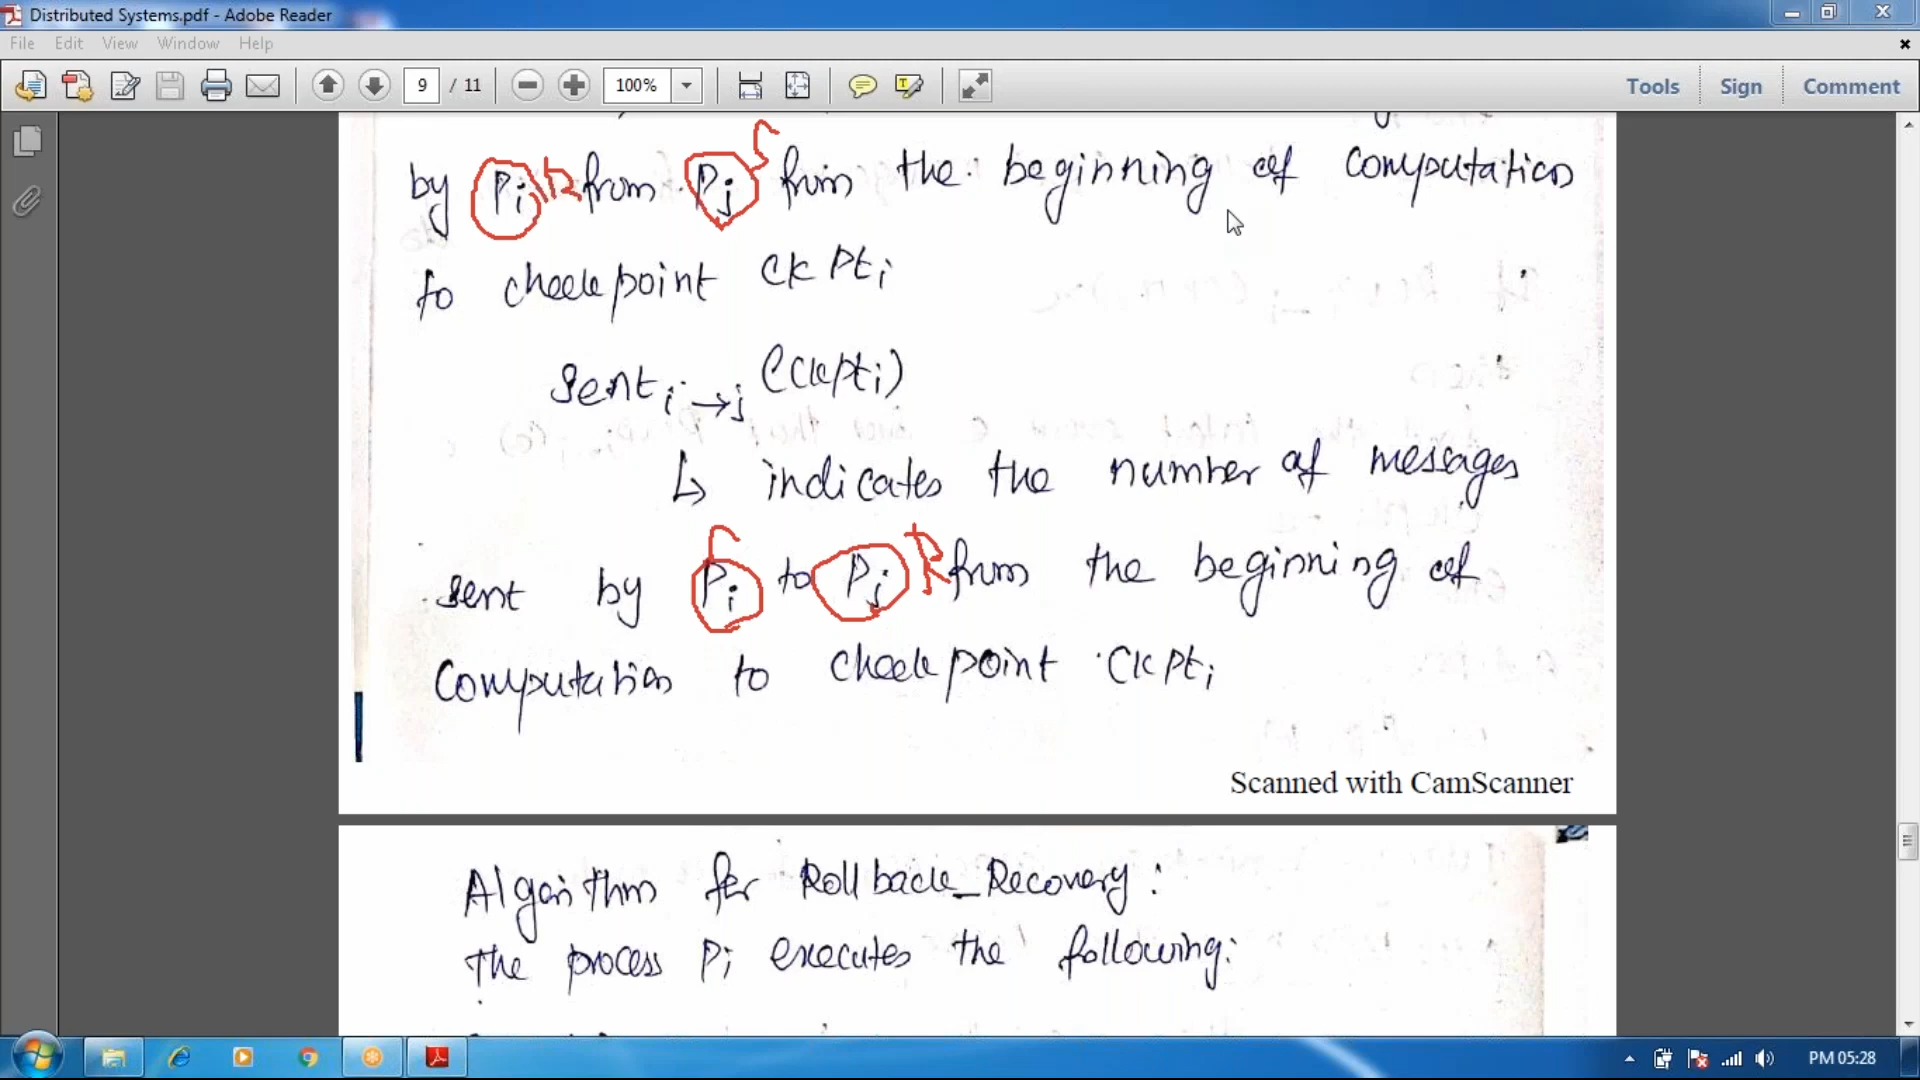 Distributed Systems.pdf - Adobe Reader
File Edit View Window Help
9 / 11 100% Tools Sign Comment
by Pi R from Pj S from the beginning of computation
to checkpoint CKPti
Sent i→j (CKPti)
↳ indicates the number of messages
S R
sent by Pi to Pj from the beginning of
Computation to checkpoint CKPti
Scanned with CamScanner
Algorithm for Rollback_Recovery:
The process Pi executes the following:
PM 05:28